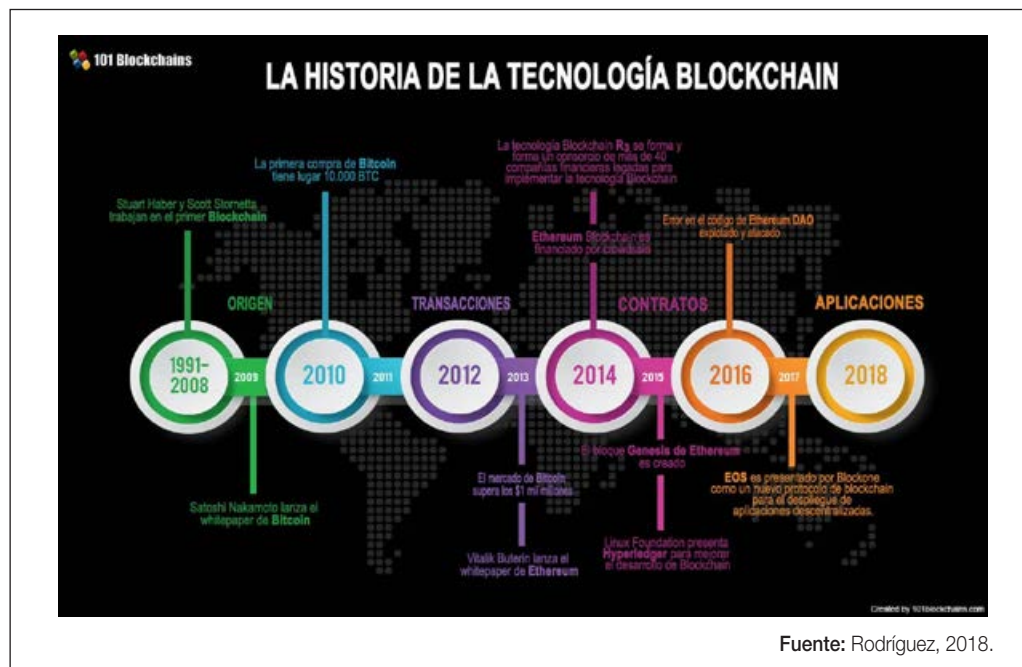 101 Blockchains
LA HISTORIA DE LA TECNOLOGÍA BLOCKCHAIN
La tecnología Blockchain R3 se forma y
forma un consorcio de más de 40
compañías financieras legadas para
implementar la tecnología Blockchain
La primera compra de Bitcoin
tiene lugar 10.000 BTC
Stuart Haber y Scott Stornetta
trabajan en el primer Blockchain
Ethereum Blockchain es
financiado por crowdsale
Error en el código de Ethereum DAO
explotado y atacado
ORIGEN
TRANSACCIONES
CONTRATOS
APLICACIONES
1991-
2008
2009
2010
2011
2012
2013
2014
2015
2016
2017
2018
El bloque Genesis de Ethereum
es creado
El mercado de Bitcoin
supera los $1 mil millones
EOS es presentado por Blockone
como un nuevo protocolo de blockchain
para el despliegue de
aplicaciones descentralizadas.
Satoshi Nakamoto lanza el
whitepaper de Bitcoin
Vitalik Buterin lanza el
whitepaper de Ethereum
Linux Foundation presenta
Hyperledger para mejorar
el desarrollo de Blockchain
Created by 101blockchains.com
Fuente: Rodríguez, 2018.